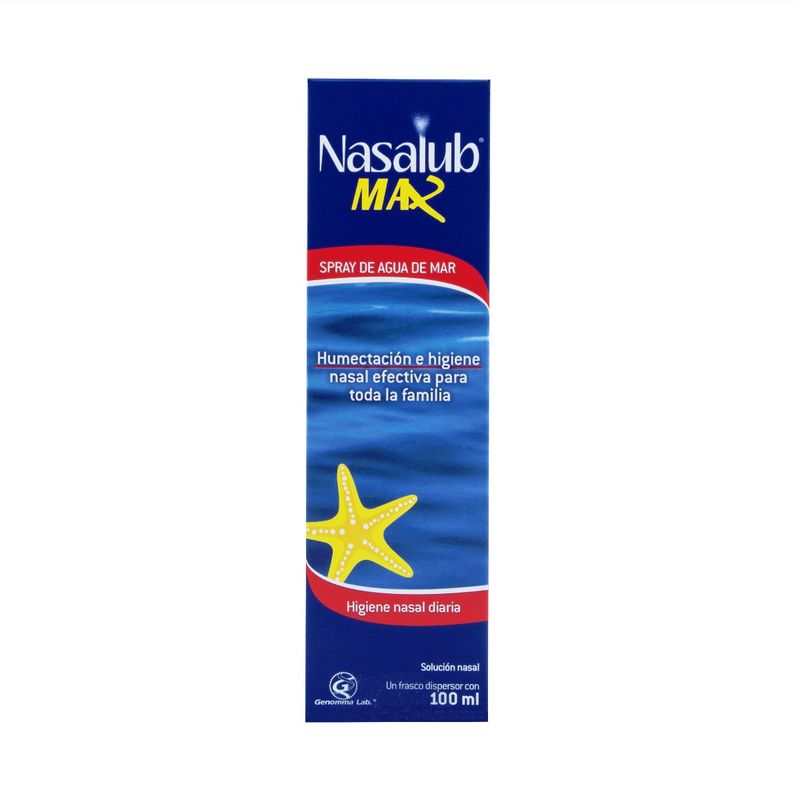 Nasalub®
MAX
SPRAY DE AGUA DE MAR
Humectación e higiene
nasal efectiva para
toda la familia
Higiene nasal diaria
Solución nasal
Un frasco dispersor con
100 ml
Genomma Lab.®